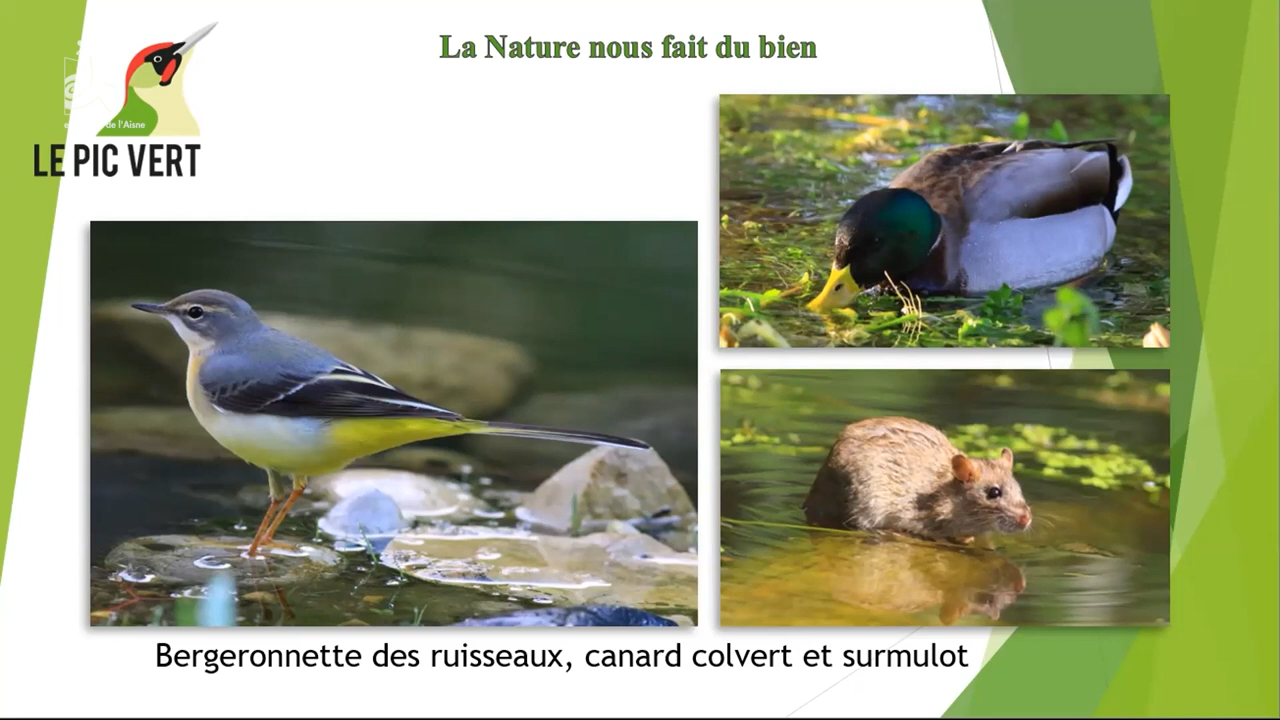 La Nature nous fait du bien
de l'Aisne
LE PIC VERT
Bergeronnette des ruisseaux, canard colvert et surmulot